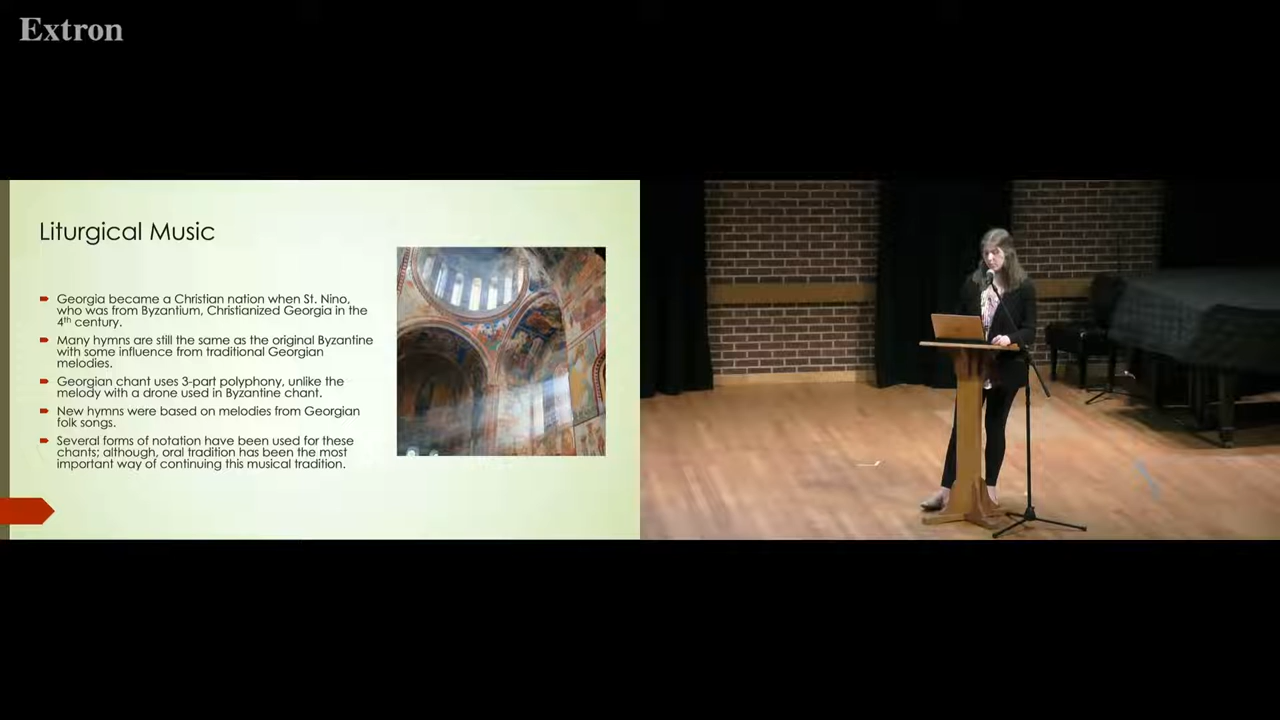 Extron
Liturgical Music
Georgia became a Christian nation when St. Nino,
who was from Byzantium, Christianized Georgia in the
4th century.
Many hymns are still the same as the original Byzantine
with some influence from traditional Georgian
melodies.
Georgian chant uses 3-part polyphony, unlike the
melody with a drone used in Byzantine chant.
New hymns were based on melodies from Georgian
folk songs.
Several forms of notation have been used for these
chants; although, oral tradition has been the most
important way of continuing this musical tradition.